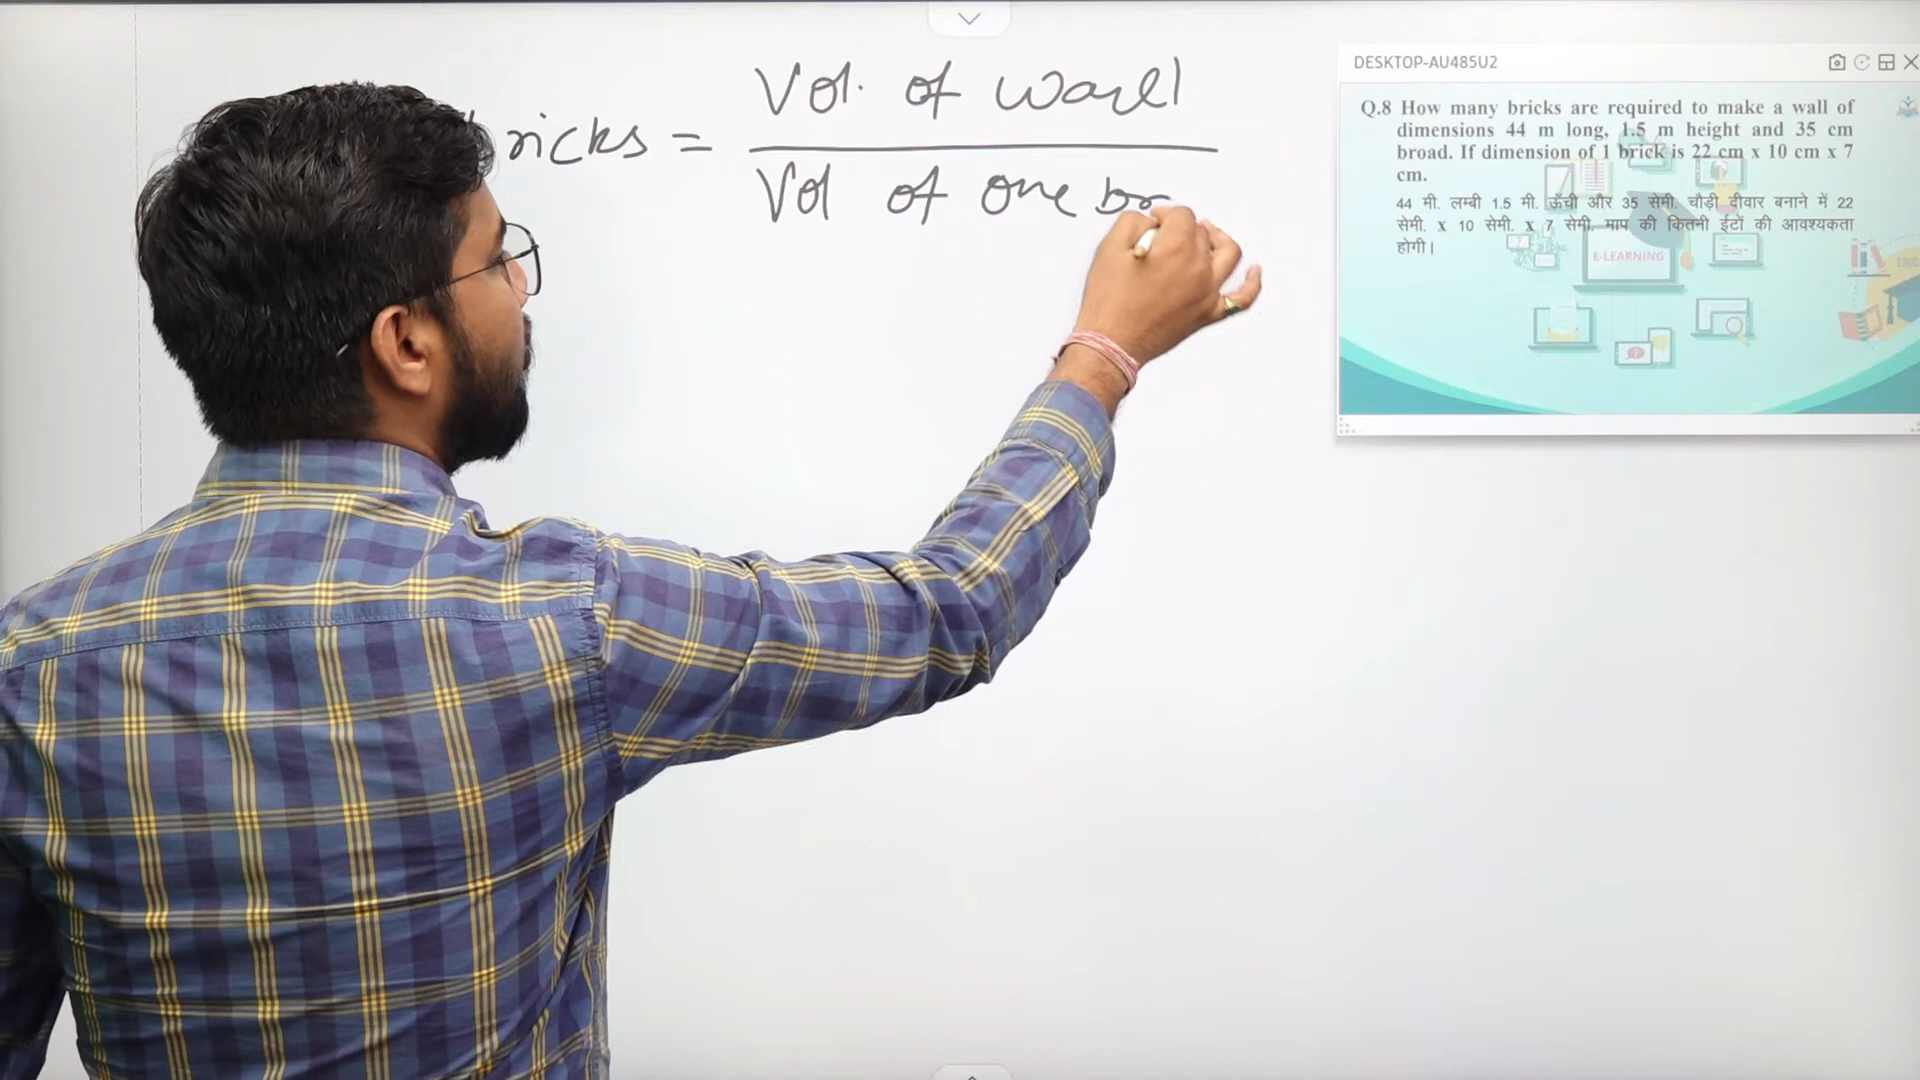 Vol. of wall
ricks =
Vol of one br
DESKTOP-AU485U2
Q.8 How many bricks are required to make a wall of
dimensions 44 m long, 1.5 m height and 35 cm
broad. If dimension of 1 brick is 22 cm x 10 cm x 7
cm.
44 मी. लम्बी 1.5 मी. ऊँची और 35 सेमी. चौड़ी दीवार बनाने में 22
सेमी. x 10 सेमी. x 7 सेमी. माप की कितनी ईंटों की आवश्यकता
होगी।
E-LEARNING